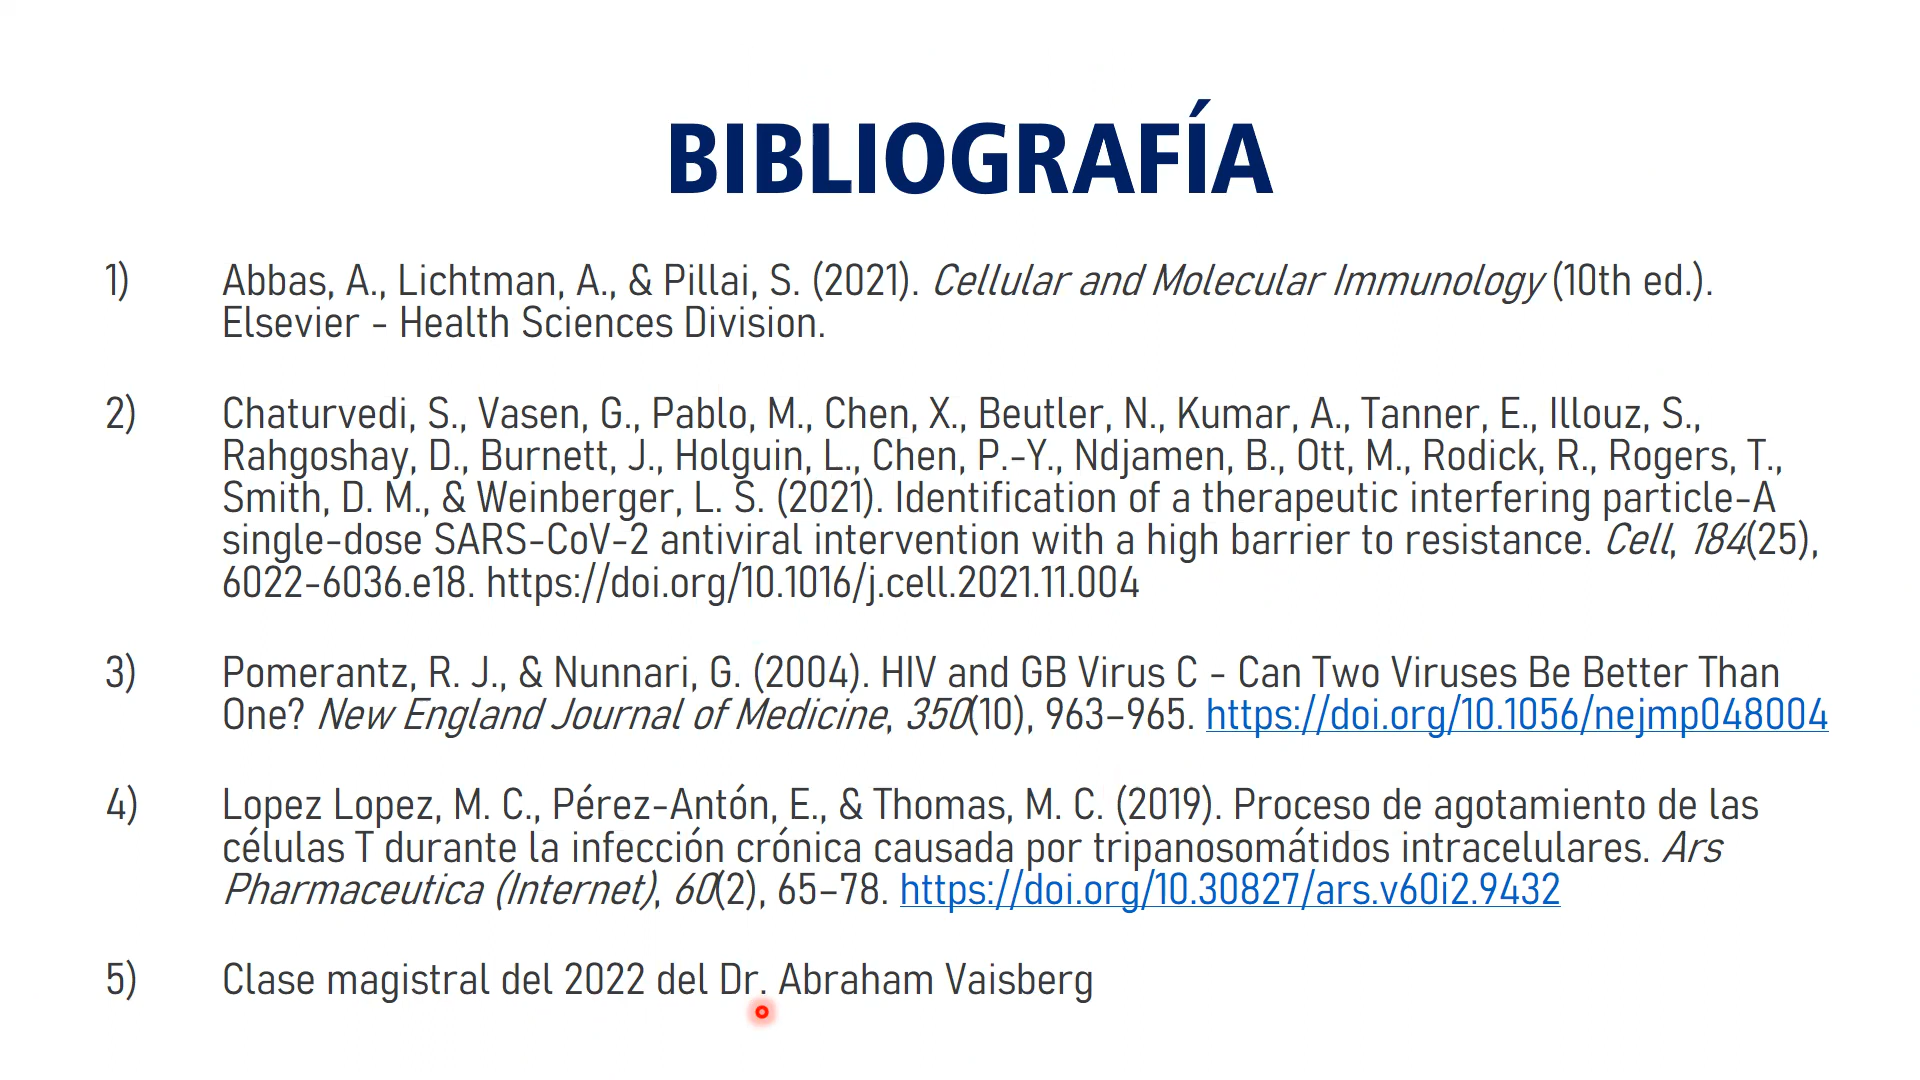 BIBLIOGRAFÍA
1) Abbas, A., Lichtman, A., & Pillai, S. (2021). Cellular and Molecular Immunology (10th ed.).
Elsevier - Health Sciences Division.
2) Chaturvedi, S., Vasen, G., Pablo, M., Chen, X., Beutler, N., Kumar, A., Tanner, E., Illouz, S.,
Rahgoshay, D., Burnett, J., Holguin, L., Chen, P.-Y., Ndjamen, B., Ott, M., Rodick, R., Rogers, T.,
Smith, D. M., & Weinberger, L. S. (2021). Identification of a therapeutic interfering particle-A
single-dose SARS-CoV-2 antiviral intervention with a high barrier to resistance. Cell, 184(25),
6022-6036.e18. https://doi.org/10.1016/j.cell.2021.11.004
3) Pomerantz, R. J., & Nunnari, G. (2004). HIV and GB Virus C - Can Two Viruses Be Better Than
One? New England Journal of Medicine, 350(10), 963–965. https://doi.org/10.1056/nejmp048004
4) Lopez Lopez, M. C., Pérez-Antón, E., & Thomas, M. C. (2019). Proceso de agotamiento de las
células T durante la infección crónica causada por tripanosomátidos intracelulares. Ars
Pharmaceutica (Internet), 60(2), 65–78. https://doi.org/10.30827/ars.v60i2.9432
5) Clase magistral del 2022 del Dr. Abraham Vaisberg